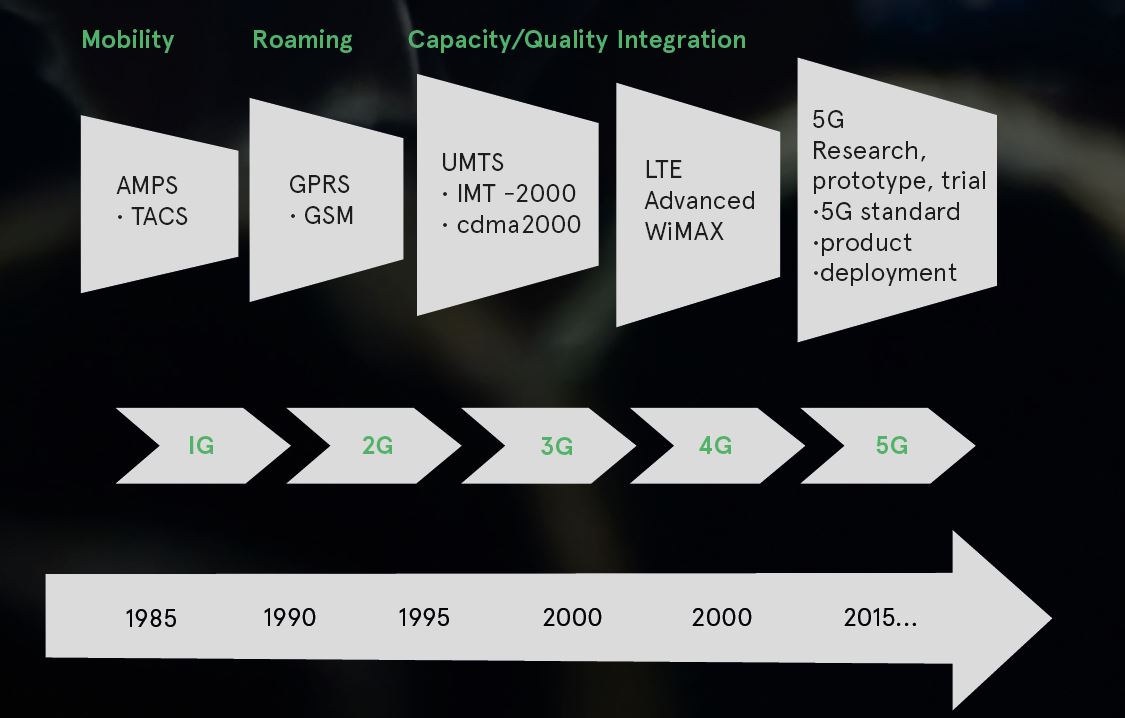 Mobility
Roaming
Capacity/Quality
Integration
AMPS
· TACS
GPRS
· GSM
UMTS
· IMT -2000
· cdma2000
LTE
Advanced
WiMAX
5G
Research,
prototype, trial
·5G standard
·product
·deployment
1G
2G
3G
4G
5G
1985
1990
1995
2000
2000
2015...